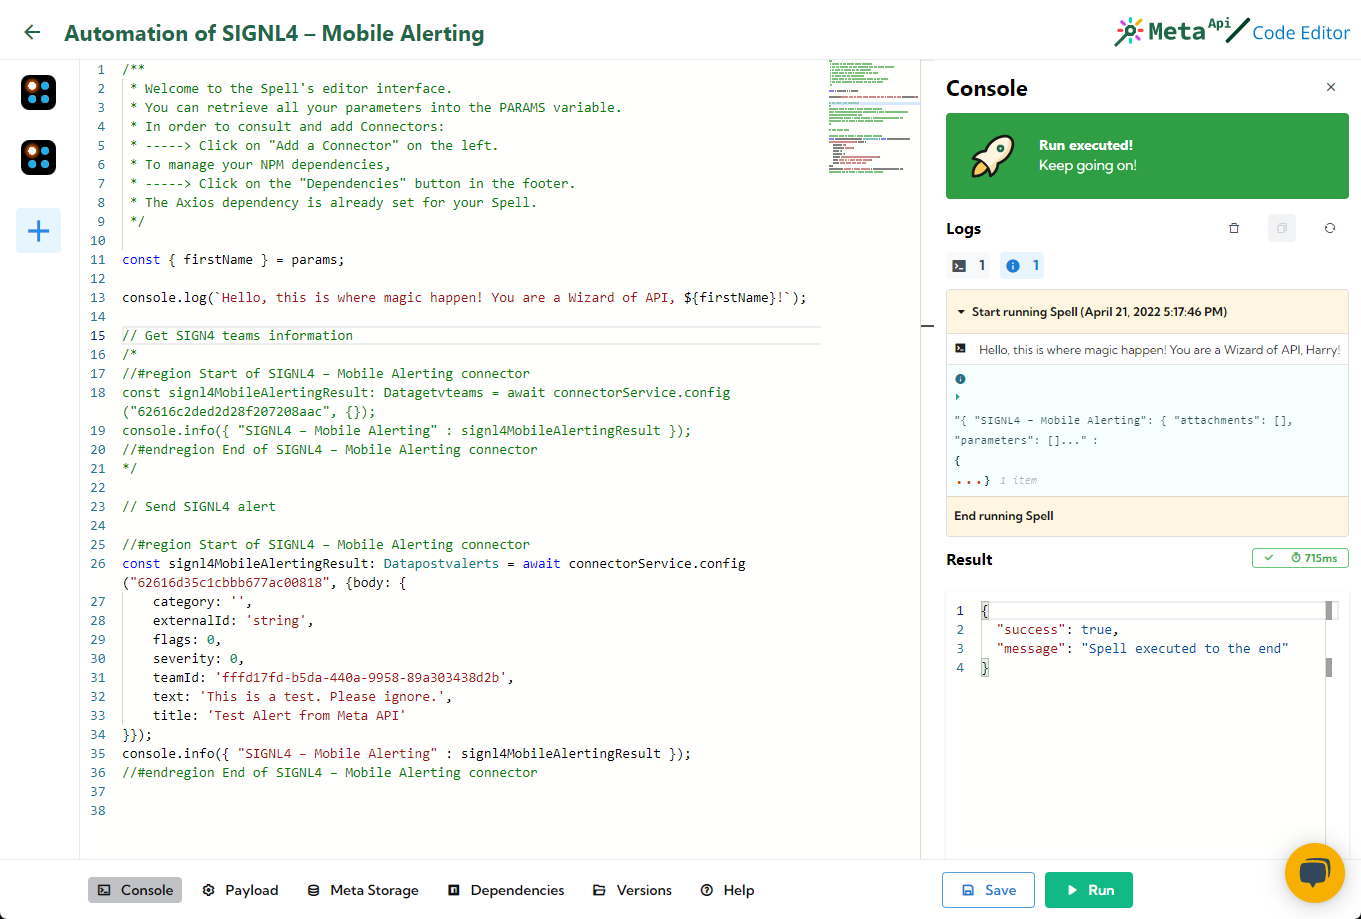 Automation of SIGNL4 – Mobile Alerting
Meta Api / Code Editor
1 /**
2 * Welcome to the Spell's editor interface.
3 * You can retrieve all your parameters into the PARAMS variable.
4 * In order to consult and add Connectors:
5 * -----> Click on "Add a Connector" on the left.
6 * To manage your NPM dependencies,
7 * -----> Click on the "Dependencies" button in the footer.
8 * The Axios dependency is already set for your Spell.
9 */
10
11 const { firstName } = params;
12
13 console.log(`Hello, this is where magic happen! You are a Wizard of API, ${firstName}!`);
14
15 // Get SIGN4 teams information
16 /*
17 //#region Start of SIGNL4 – Mobile Alerting connector
18 const signl4MobileAlertingResult: Datagetvteams = await connectorService.config
("62616c2ded2d28f207208aac", {});
19 console.info({ "SIGNL4 – Mobile Alerting" : signl4MobileAlertingResult });
20 //#endregion End of SIGNL4 – Mobile Alerting connector
21 */
22
23 // Send SIGNL4 alert
24
25 //#region Start of SIGNL4 – Mobile Alerting connector
26 const signl4MobileAlertingResult: Datapostvalerts = await connectorService.config
("62616d35c1cbbb677ac00818", {body: {
27 category: '',
28 externalId: 'string',
29 flags: 0,
30 severity: 0,
31 teamId: 'fffd17fd-b5da-440a-9958-89a303438d2b',
32 text: 'This is a test. Please ignore.',
33 title: 'Test Alert from Meta API'
34 }});
35 console.info({ "SIGNL4 – Mobile Alerting" : signl4MobileAlertingResult });
36 //#endregion End of SIGNL4 – Mobile Alerting connector
37
38
Console
Run executed!
Keep going on!
Logs
1 1
Start running Spell (April 21, 2022 5:17:46 PM)
Hello, this is where magic happen! You are a Wizard of API, Harry!
"{ "SIGNL4 – Mobile Alerting": { "attachments": [],
"parameters": []..." :
{
...} 1 item
End running Spell
Result
715ms
1 {
2 "success": true,
3 "message": "Spell executed to the end"
4 }
Console Payload Meta Storage Dependencies Versions Help
Save Run